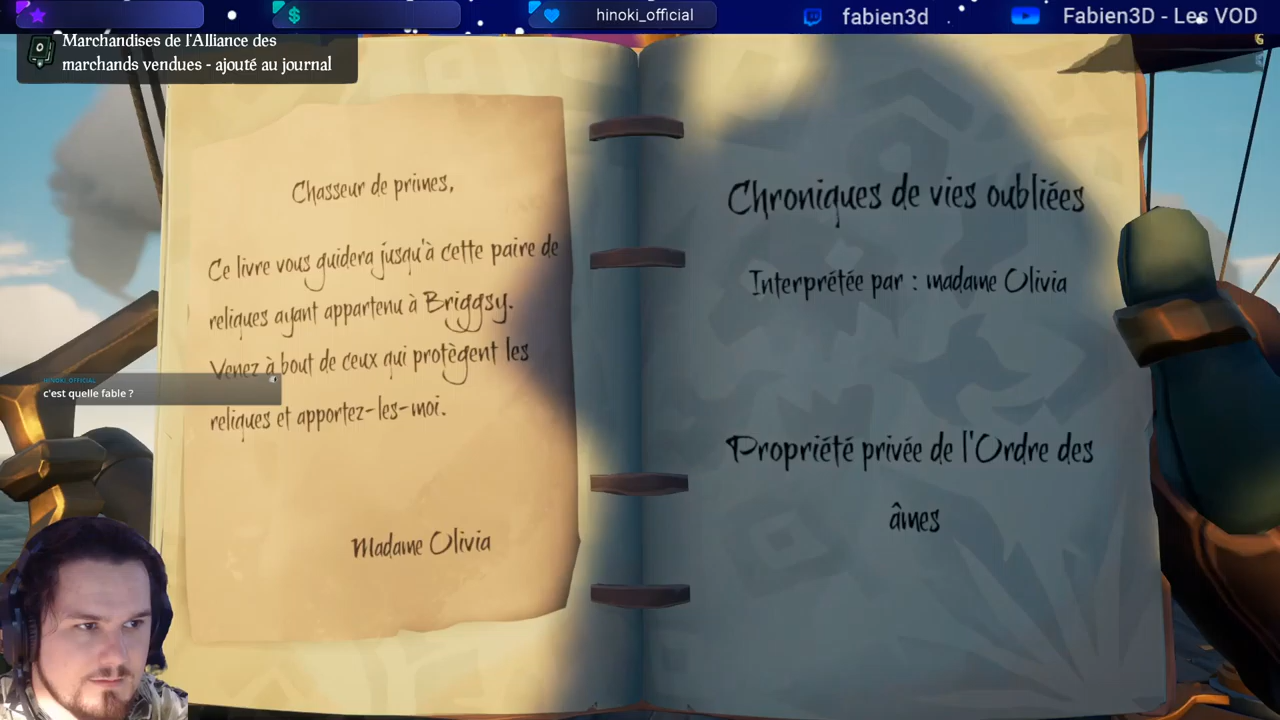 hinoki_official
fabien3d
Fabien3D - Les VOD
Marchandises de l'Alliance des
marchands vendues - ajouté au journal
Chasseur de primes,
Ce livre vous guidera jusqu'à cette paire de
reliques ayant appartenu à Briggsy.
Venez à bout de ceux qui protègent les
reliques et apportez-les-moi.
Madame Olivia
Chroniques de vies oubliées
Interprétée par : madame Olivia
Propriété privée de l'Ordre des
âmes
HINOKI_OFFICIAL
c'est quelle fable ?